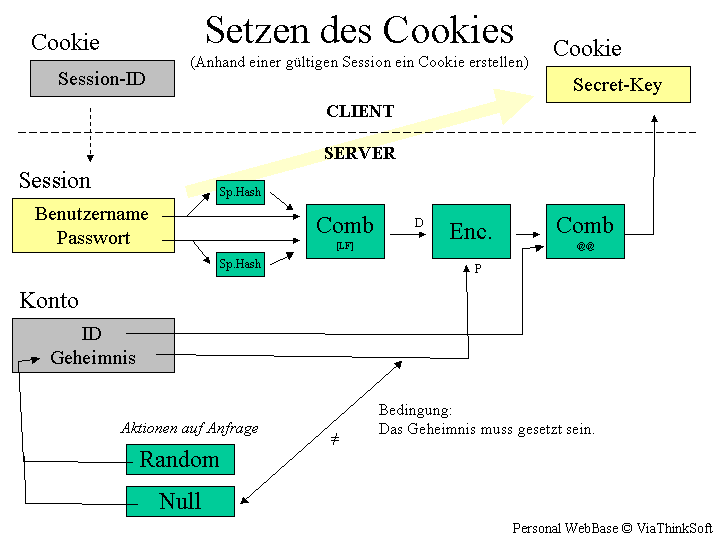 Setzen des Cookies
(Anhand einer gültigen Session ein Cookie erstellen)
Cookie
Session-ID
Cookie
Secret-Key
CLIENT
SERVER
Session
Benutzername
Passwort
Sp.Hash
Sp.Hash
Comb
[LF]
D
Enc.
P
Comb
@@
Konto
ID
Geheimnis
Aktionen auf Anfrage
Random
Null
≠
Bedingung:
Das Geheimnis muss gesetzt sein.
Personal WebBase © ViaThinkSoft